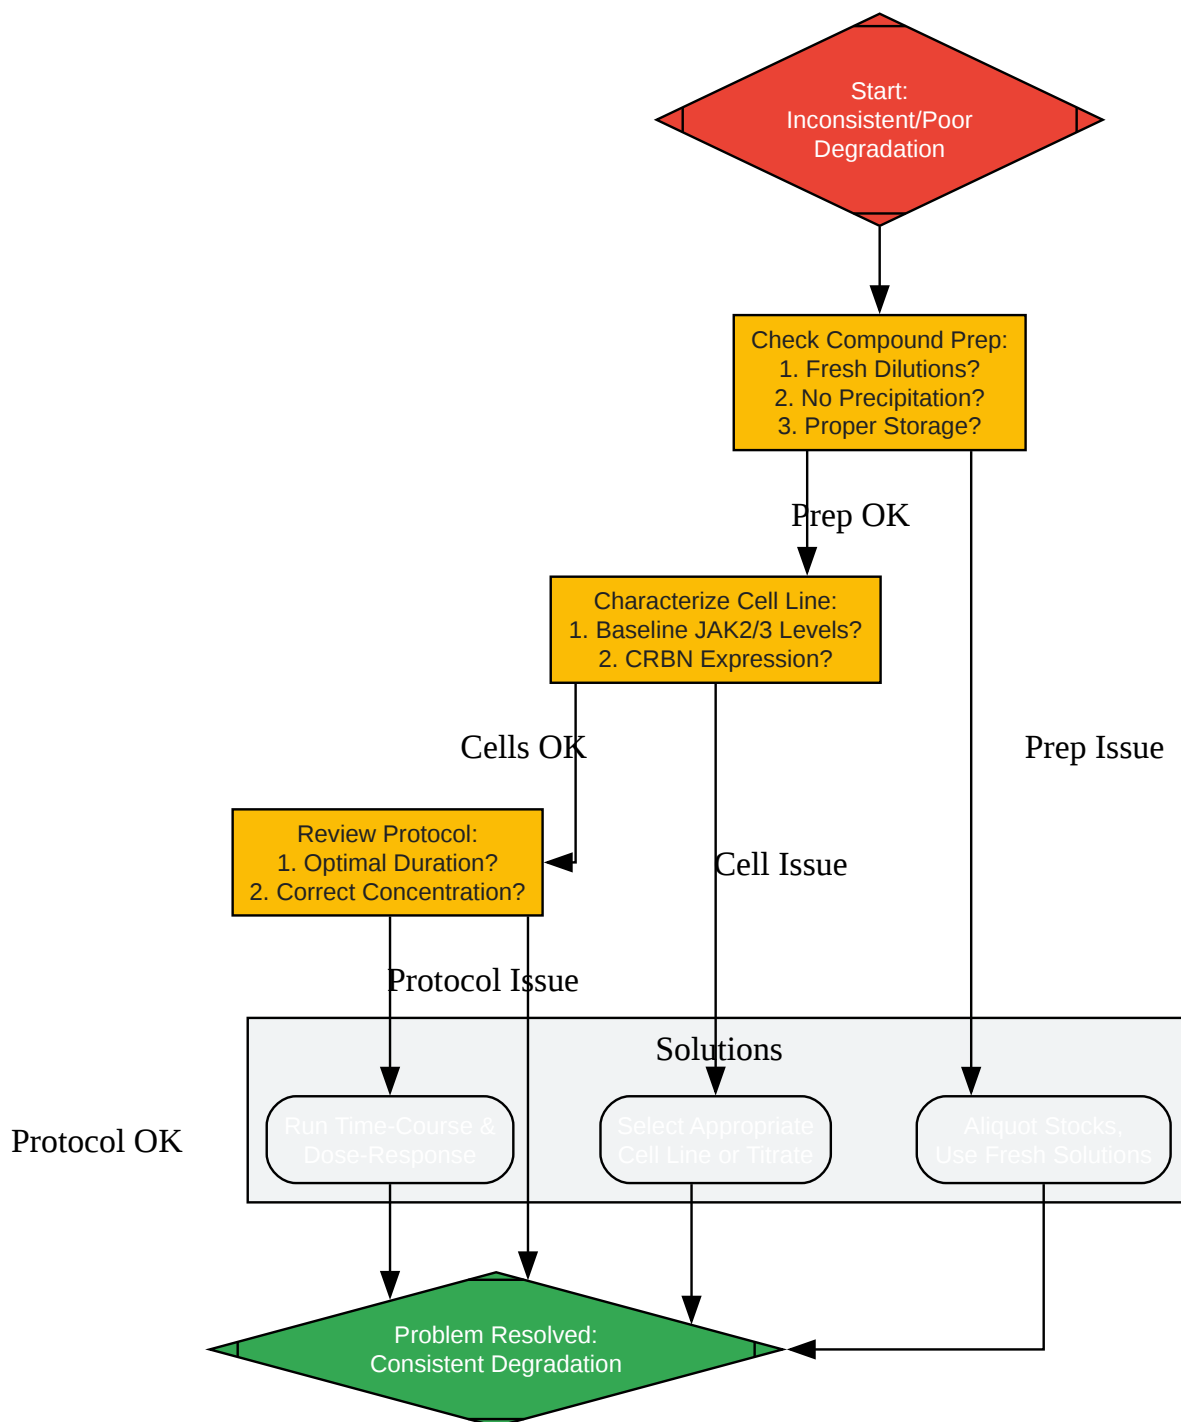 Start:
Inconsistent/Poor
Degradation
Check Compound Prep:
1. Fresh Dilutions?
2. No Precipitation?
3. Proper Storage?
Prep OK
Characterize Cell Line:
1. Baseline JAK2/3 Levels?
2. CRBN Expression?
Cells OK
Prep Issue
Review Protocol:
1. Optimal Duration?
2. Correct Concentration?
Cell Issue
Protocol Issue
Solutions
Protocol OK
Run Time-Course &
Dose-Response
Select Appropriate
Cell Line or Titrate
Aliquot Stocks,
Use Fresh Solutions
Problem Resolved:
Consistent Degradation